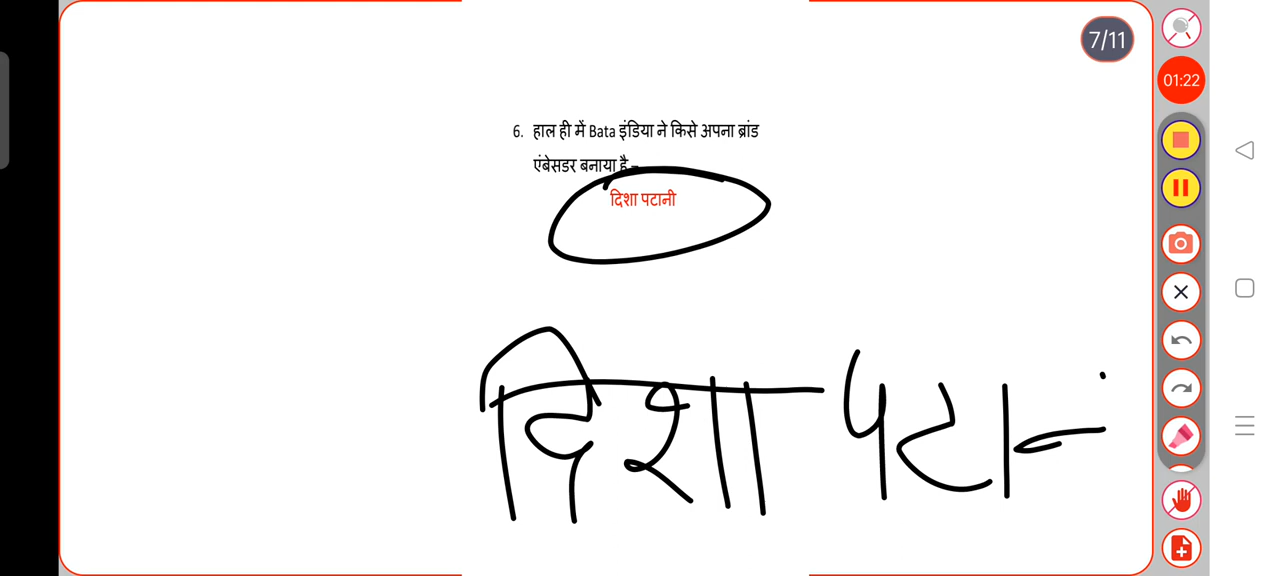 7/11
01:22
6. हाल ही में Bata इंडिया ने किसे अपना ब्रांड
एंबेसडर बनाया है –
दिशा पटानी
दिशा पटा